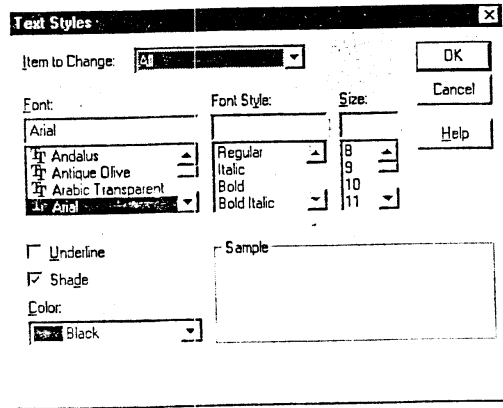 Text Styles
Item to Change: All
OK
Cancel
Help
Font:
Arial
Andalus
Antique Olive
Arabic Transparent
Arial
Font Style:
Regular
Italic
Bold
Bold Italic
Size:
8
9
10
11
Underline
Shade
Color:
Black
Sample